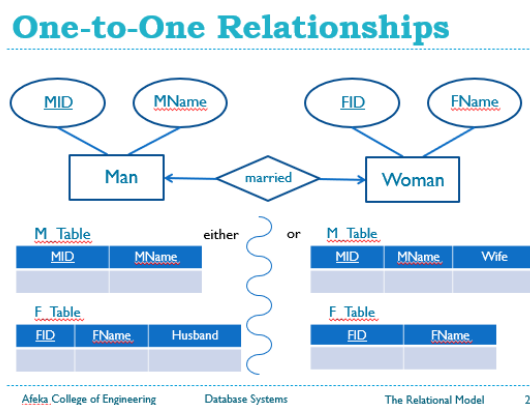 One-to-One Relationships
MID MName FID FName
Man married Woman
M_Table either or M_Table
MID MName MID MName Wife
F_Table F_Table
FID FName Husband FID FName
Afeka College of Engineering Database Systems The Relational Model 2